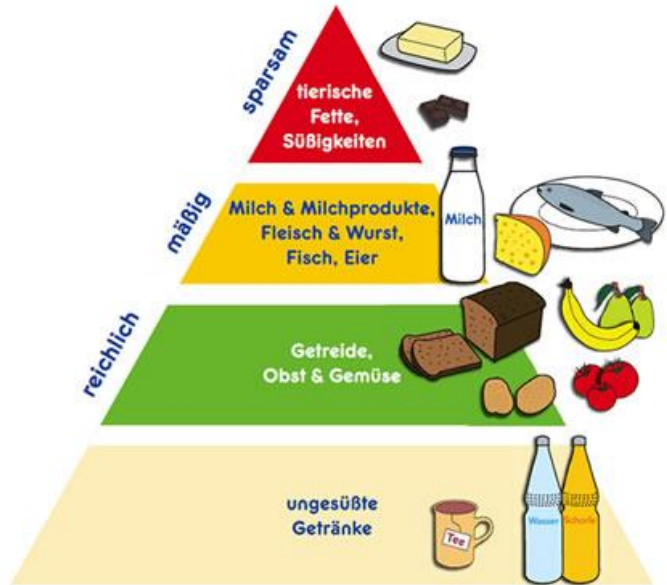 sparsam
tierische
Fette,
Süßigkeiten
mäßig
Milch & Milchprodukte,
Fleisch & Wurst,
Fisch, Eier
Milch
reichlich
Getreide,
Obst & Gemüse
ungesüßte
Getränke
Tee
Wasser
Schorle